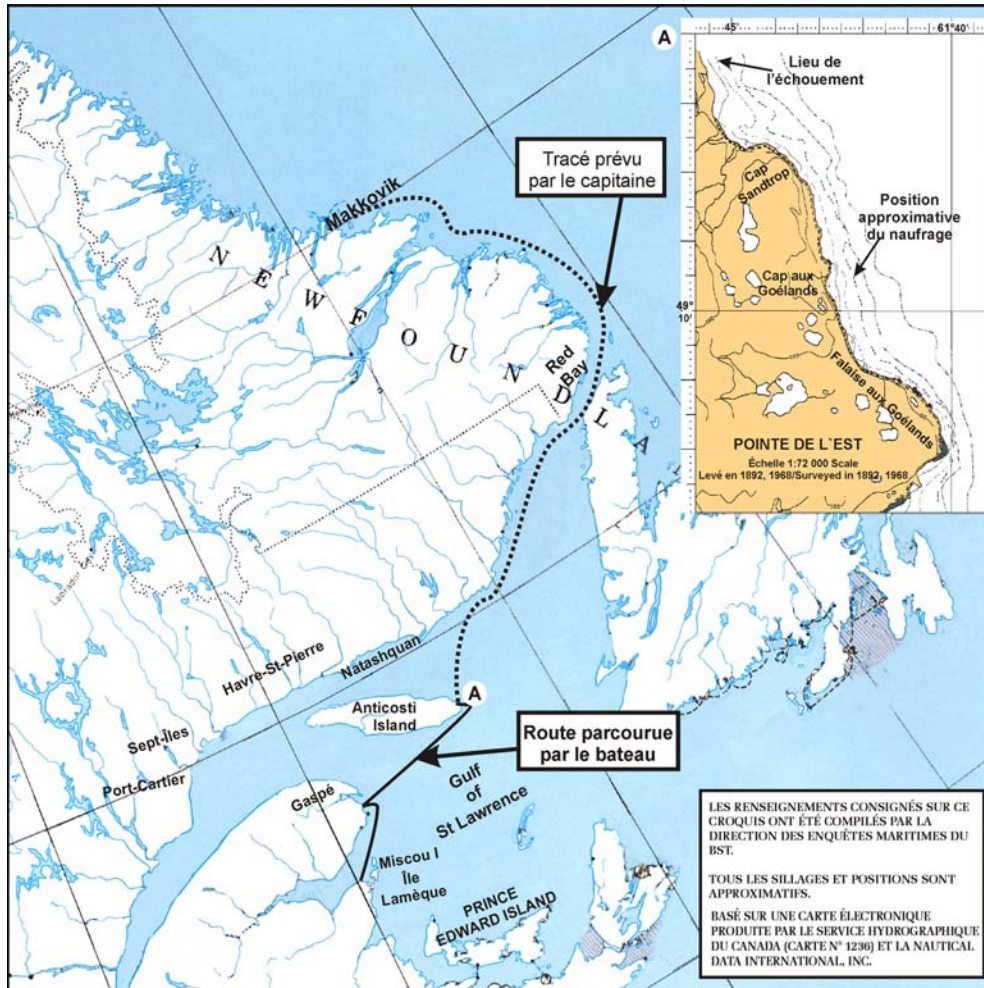 A
45'
61°40'
Lieu de
l'échouement
Cap
Sandtrop
Position
approximative
du naufrage
Cap aux
Goélands
49°
10'
Falaise aux Goélands
POINTE DE L`EST
Échelle 1:72 000 Scale
Levé en 1892, 1968/Surveyed in 1892, 1968
Tracé prévu
par le capitaine
Makkovik
NEWFOUNDLA
Red
Bay
Labrador
Natashquan
Havre-St-Pierre
Sept-Îles
Port-Cartier
Anticosti
Island
A
Route parcourue
par le bateau
Gaspé
Gulf
of
St Lawrence
Miscou I
Île
Lamèque
PRINCE
EDWARD ISLAND
LES RENSEIGNEMENTS CONSIGNÉS SUR CE
CROQUIS ONT ÉTÉ COMPILÉS PAR LA
DIRECTION DES ENQUÊTES MARITIMES DU
BST.
TOUS LES SILLAGES ET POSITIONS SONT
APPROXIMATIFS.
BASÉ SUR UNE CARTE ÉLECTRONIQUE
PRODUITE PAR LE SERVICE HYDROGRAPHIQUE
DU CANADA (CARTE N° 1236) ET LA NAUTICAL
DATA INTERNATIONAL, INC.